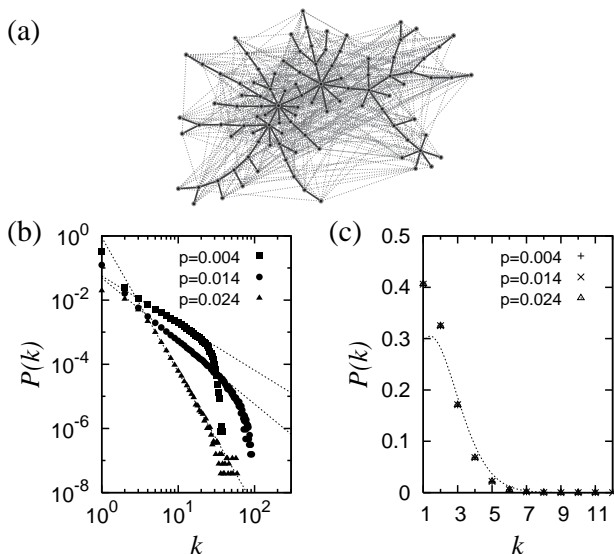 (a)
(b)
P(k)
10^0
10^-2
10^-4
10^-6
10^-8
p=0.004
p=0.014
p=0.024
10^0 10^1 10^2
k
(c)
P(k)
0.5
0.4
0.3
0.2
0.1
0
p=0.004
p=0.014
p=0.024
1 3 5 7 9 11
k